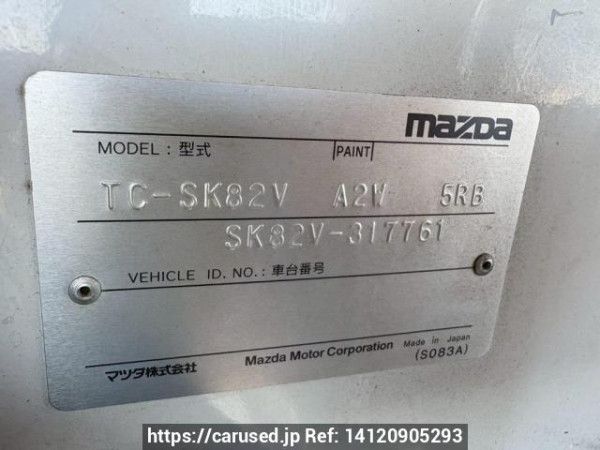 mazda
MODEL : 型式 PAINT
TC-SK82V A2W 5RB
SK82V-317761
VEHICLE ID. NO. : 車台番号
マツダ株式会社 Mazda Motor Corporation Made in Japan
(S083A)
https://carused.jp Ref: 14120905293